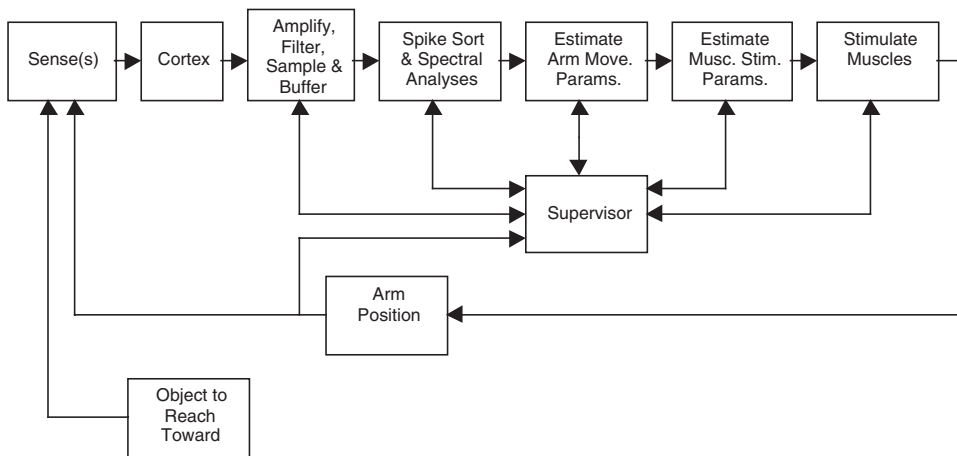 Sense(s)
Cortex
Amplify,
Filter,
Sample &
Buffer
Spike Sort
& Spectral
Analyses
Estimate
Arm Move.
Params.
Estimate
Musc. Stim.
Params.
Stimulate
Muscles
Supervisor
Arm
Position
Object to
Reach
Toward